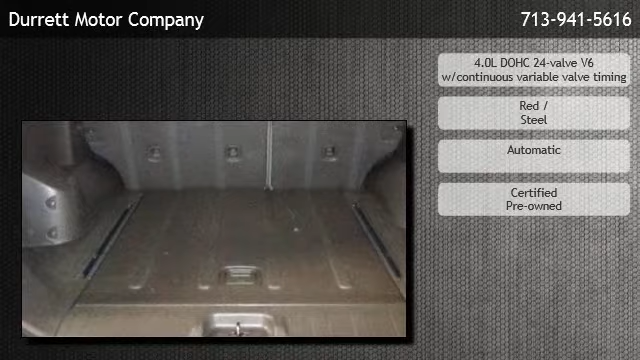 Durrett Motor Company
713-941-5616
4.0L DOHC 24-valve V6
w/continuous variable valve timing
Red /
Steel
Automatic
Certified
Pre-owned